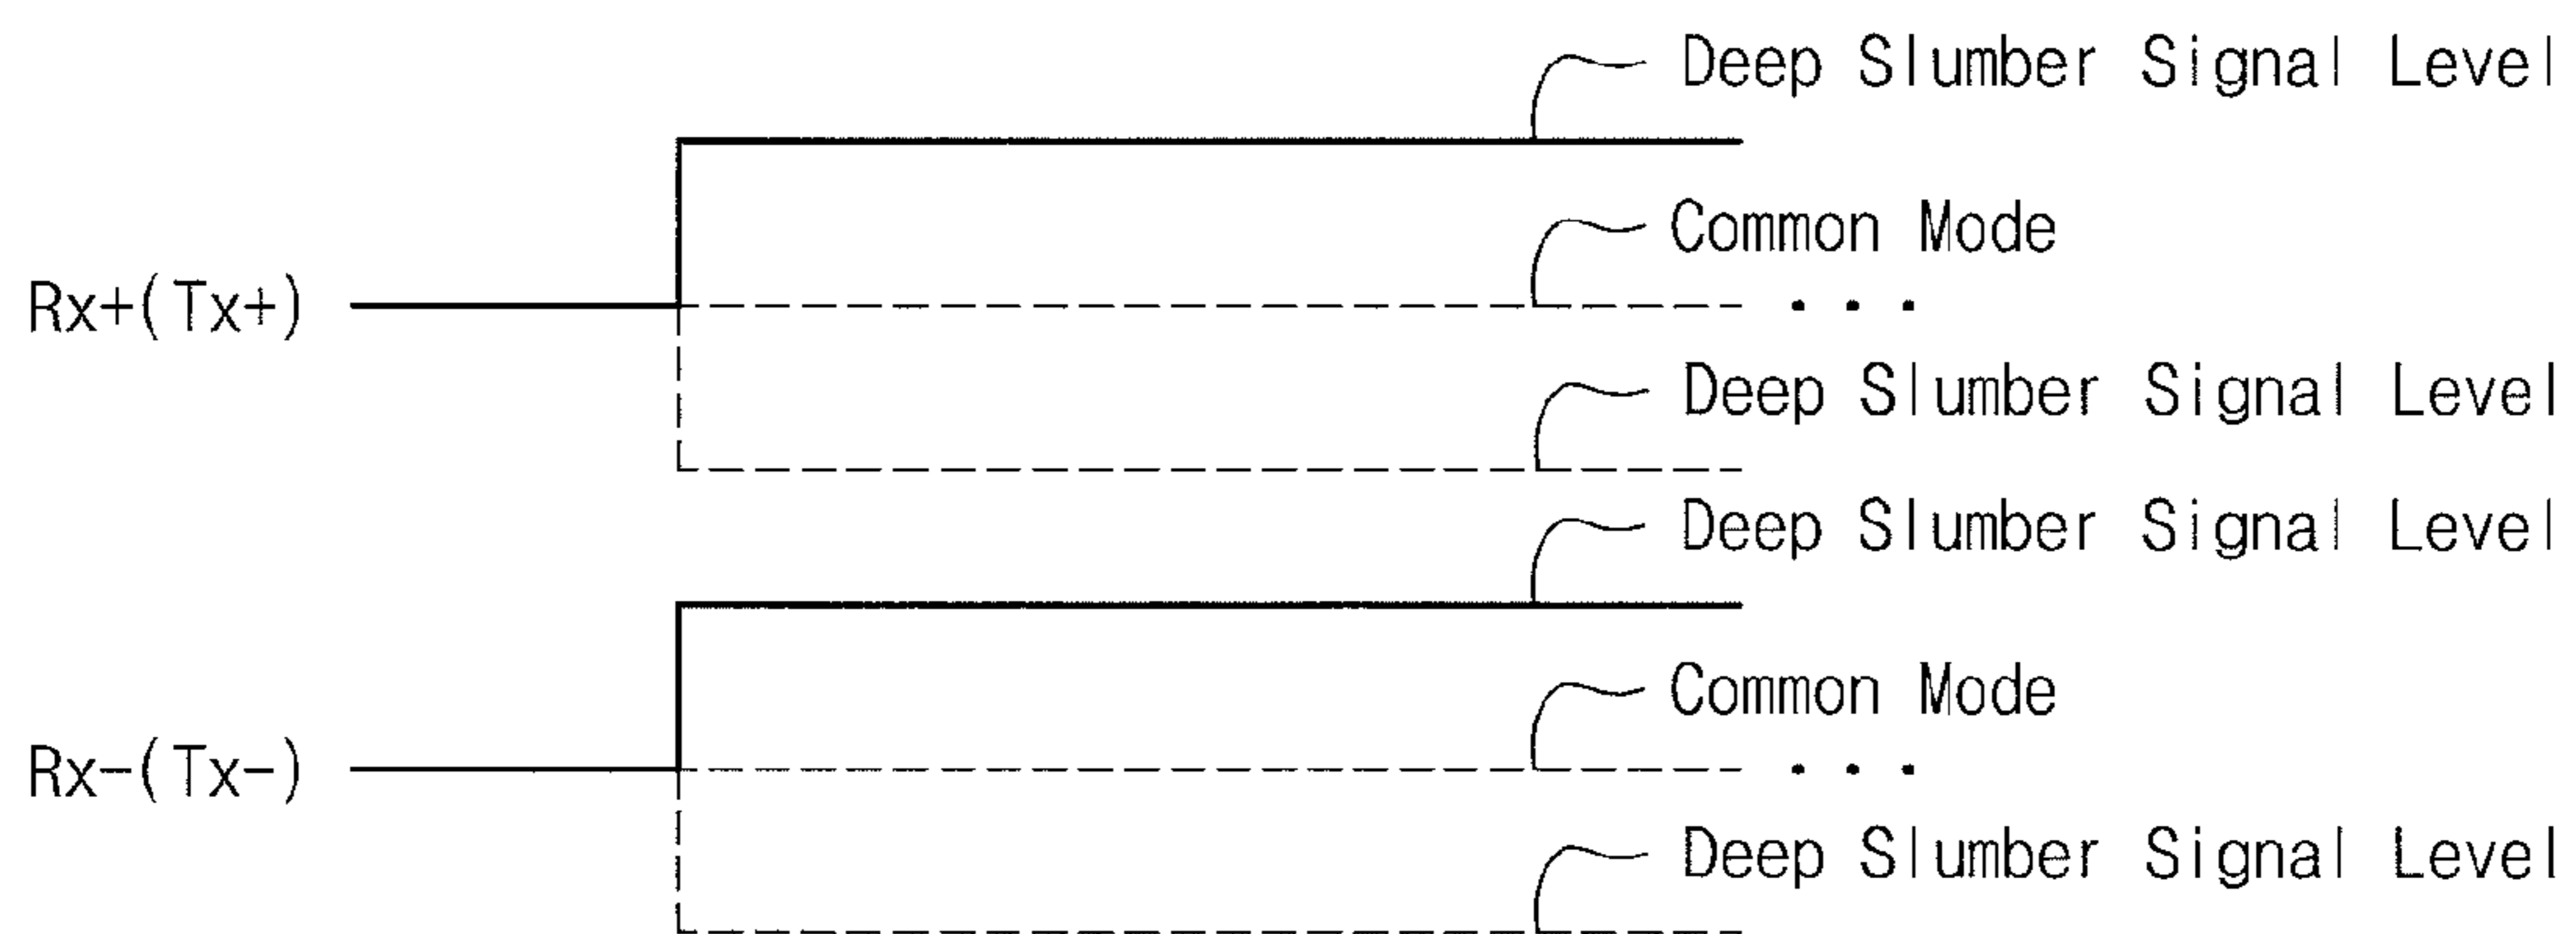 Deep Slumber Signal Level
Common Mode
Rx+(Tx+)
. . .
Deep Slumber Signal Level
Deep Slumber Signal Level
Common Mode
Rx-(Tx-)
. . .
Deep Slumber Signal Level